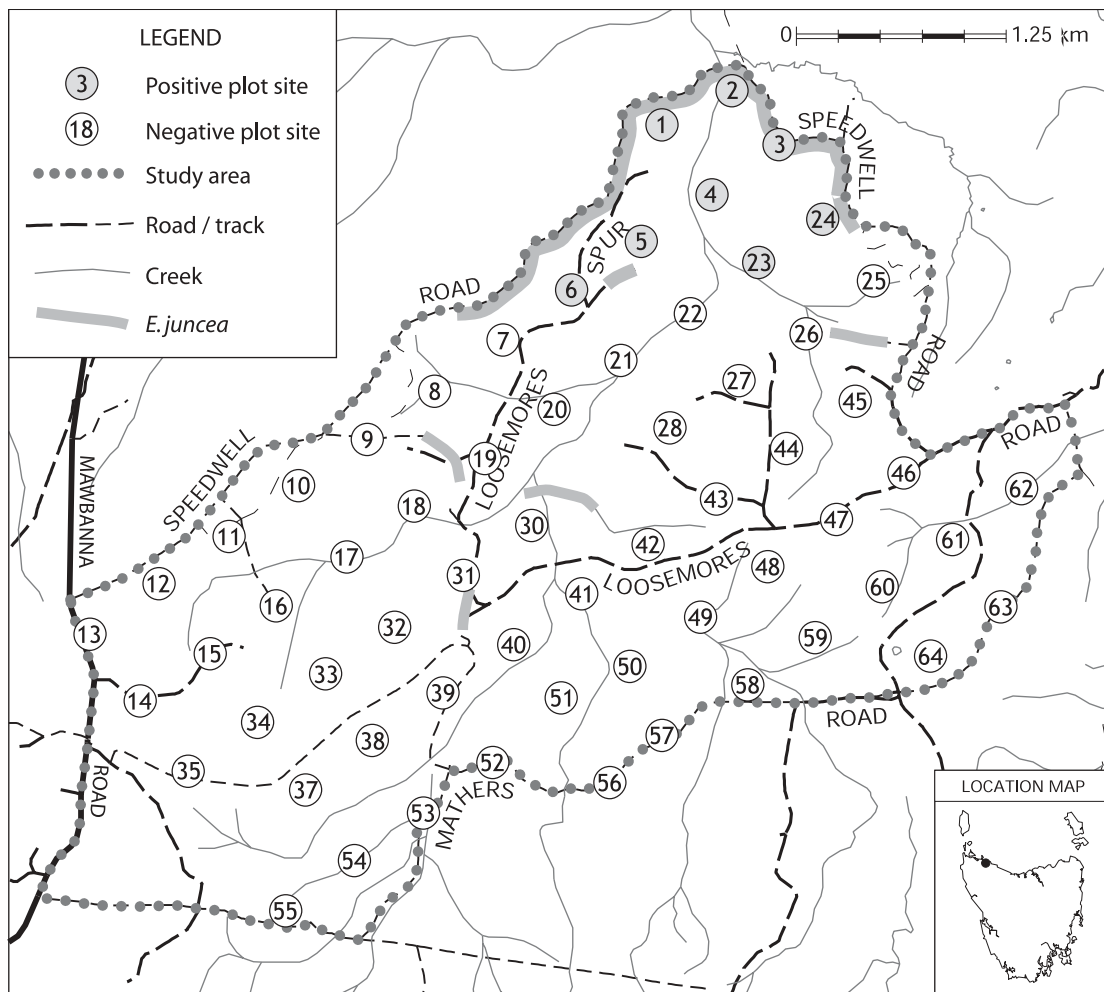 LEGEND
3 Positive plot site
18 Negative plot site
Study area
Road / track
Creek
E. juncea
0 1.25 km
2
1
SPEEDWELL
3
4
24
5
SPUR
23
25
6
ROAD
22
26
7
ROAD
21
8
27
45
20
LOOSEMORES
28
9
ROAD
44
19
46
SPEEDWELL
10
MAWBANNA
43
62
18
47
30
11
42
61
17
LOOSEMORES
48
31
12
41
60
16
63
49
32
13
59
40
15
64
50
33
39
58
14
51
ROAD
34
57
38
52
35
ROAD
56
37
MATHERS
53
54
55
LOCATION MAP